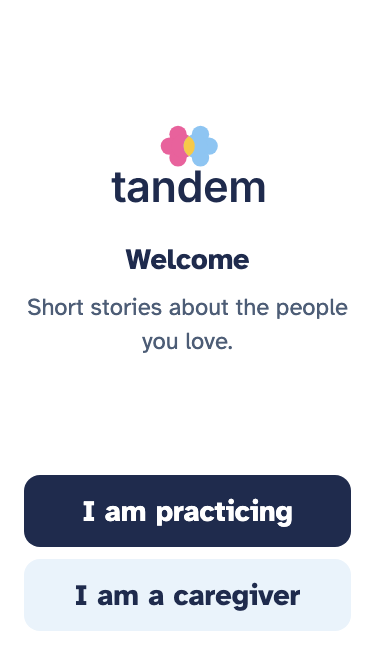 tandem
Welcome
Short stories about the people
you love.
I am practicing
I am a caregiver